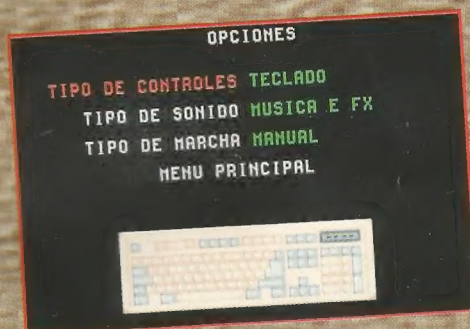 OPCIONES
TIPO DE CONTROLES TECLADO
TIPO DE SONIDO MUSICA E FX
TIPO DE MARCHA MANUAL
MENU PRINCIPAL